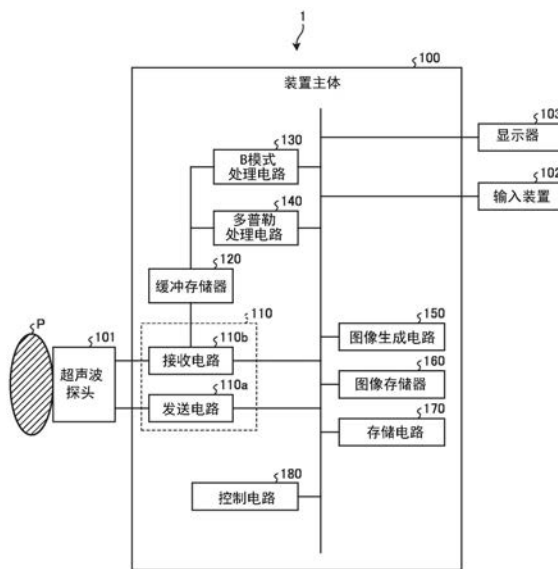 1
100
装置主体
103
显示器
130
B模式
处理电路
102
输入装置
140
多普勒
处理电路
120
缓冲存储器
110
150
图像生成电路
P
101
超声波
探头
110b
接收电路
160
图像存储器
110a
发送电路
170
存储电路
180
控制电路